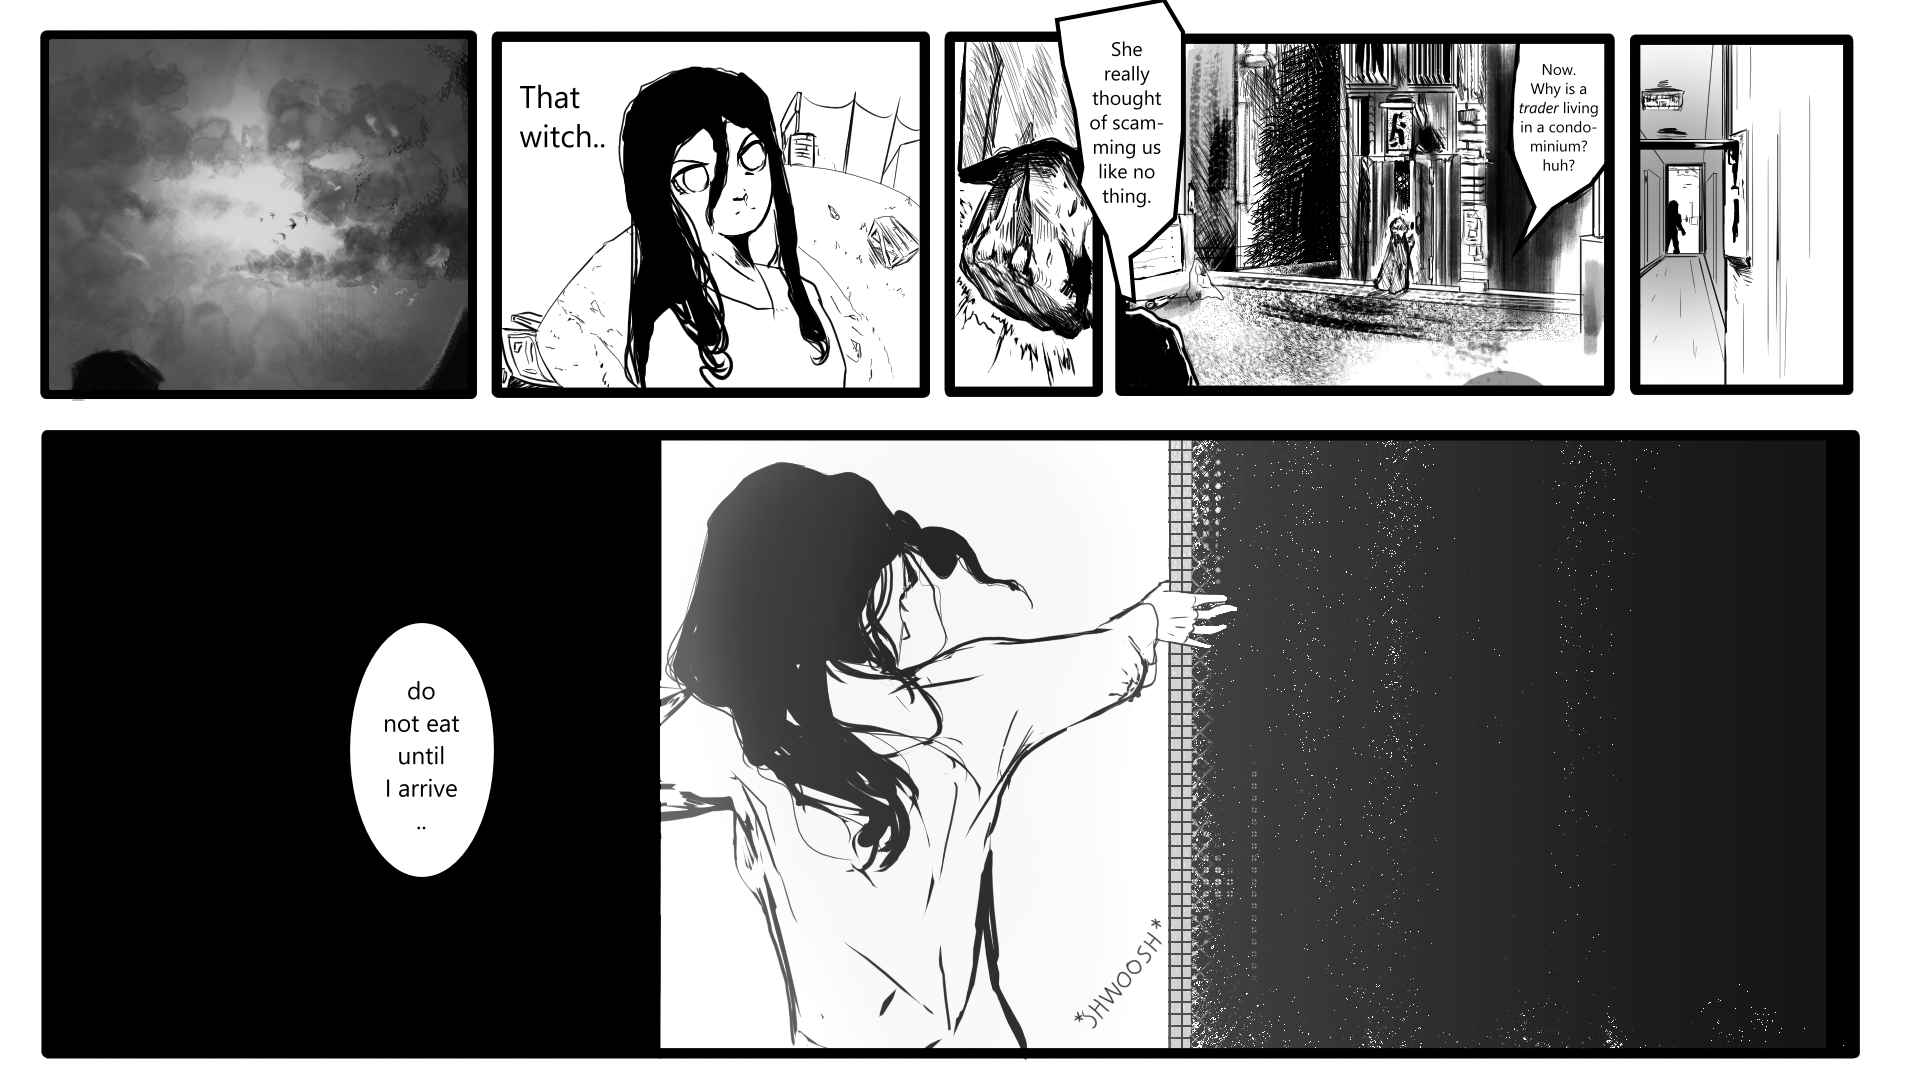 That
witch..
She
really
thought
of scam-
ming us
like no
thing.
Now.
Why is a
trader living
in a condo-
minium?
huh?
do
not eat
until
I arrive
..
*SHWOOSH*